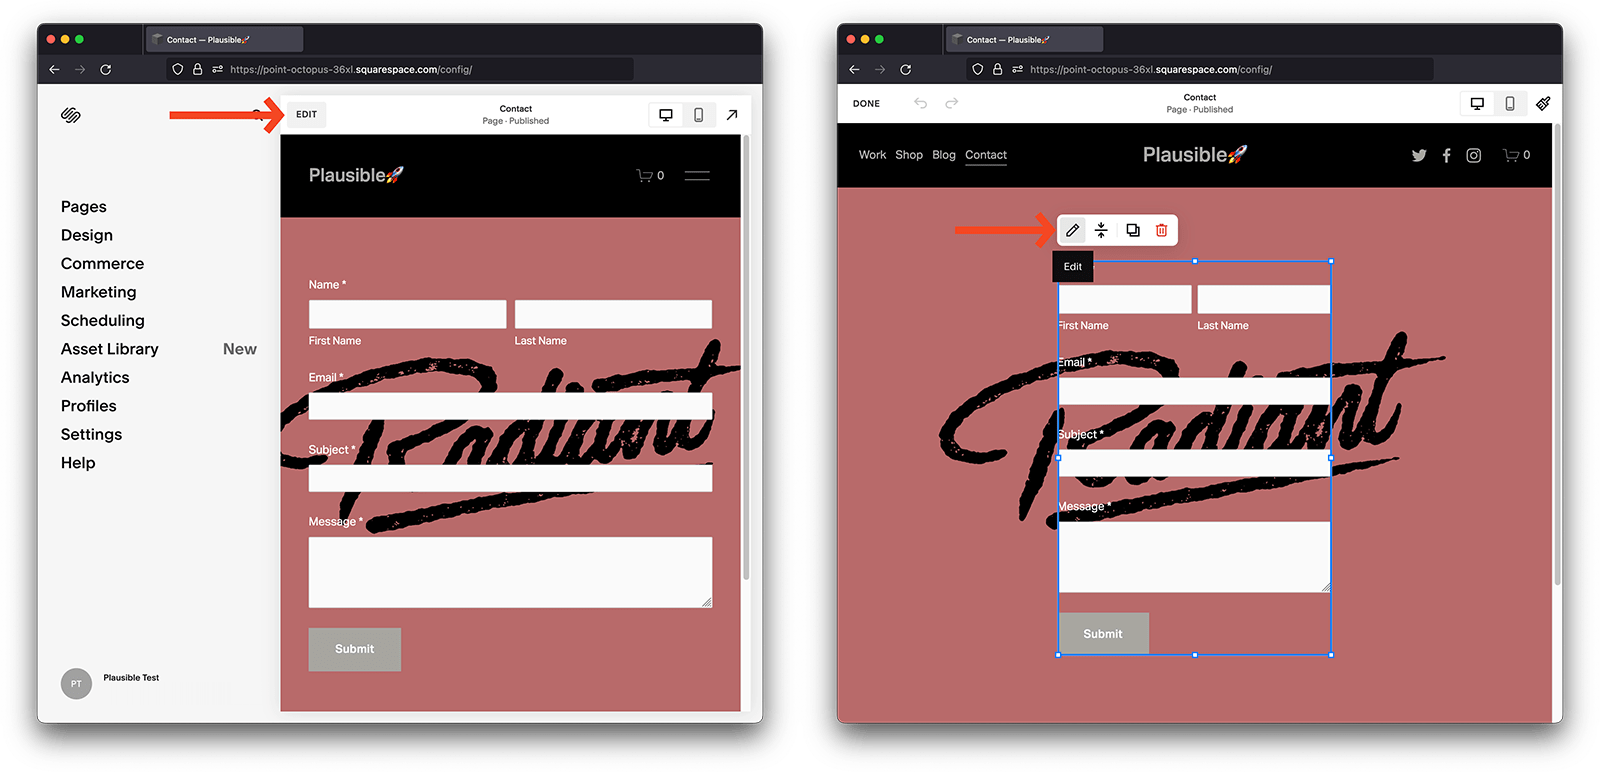 Contact — Plausible🚀
https://point-octopus-36xl.squarespace.com/config/
EDIT
Contact
Page · Published
Plausible🚀
0
Pages
Design
Commerce
Marketing
Scheduling
Asset Library New
Analytics
Profiles
Settings
Help
PT
Plausible Test
Name *
First Name Last Name
Email *
Subject *
Message *
Submit
Radiant
Contact — Plausible🚀
https://point-octopus-36xl.squarespace.com/config/
DONE
Contact
Page · Published
Work Shop Blog Contact
Plausible🚀
0
Edit
First Name Last Name
Email *
Subject *
Message *
Submit
Radiant